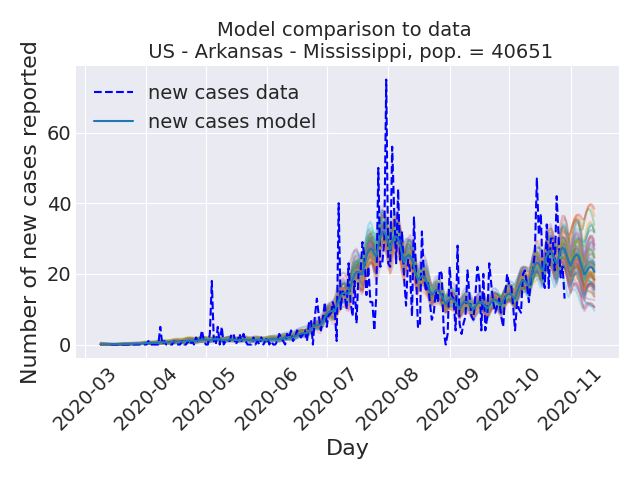 Model comparison to data
US - Arkansas - Mississippi, pop. = 40651
Number of new cases reported
60
40
20
0
new cases data
new cases model
2020-03
2020-04
2020-05
2020-06
2020-07
2020-08
2020-09
2020-10
2020-11
Day